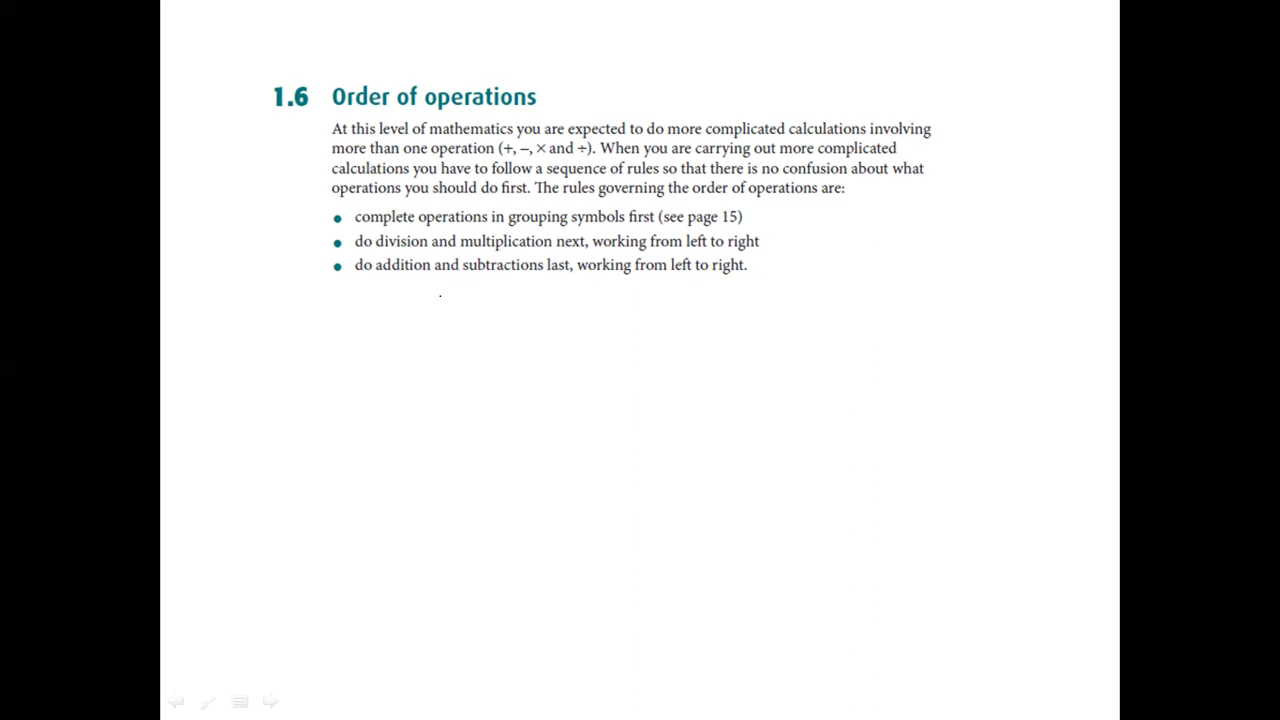 1.6 Order of operations
At this level of mathematics you are expected to do more complicated calculations involving
more than one operation (+, –, × and ÷). When you are carrying out more complicated
calculations you have to follow a sequence of rules so that there is no confusion about what
operations you should do first. The rules governing the order of operations are:
• complete operations in grouping symbols first (see page 15)
• do division and multiplication next, working from left to right
• do addition and subtractions last, working from left to right.